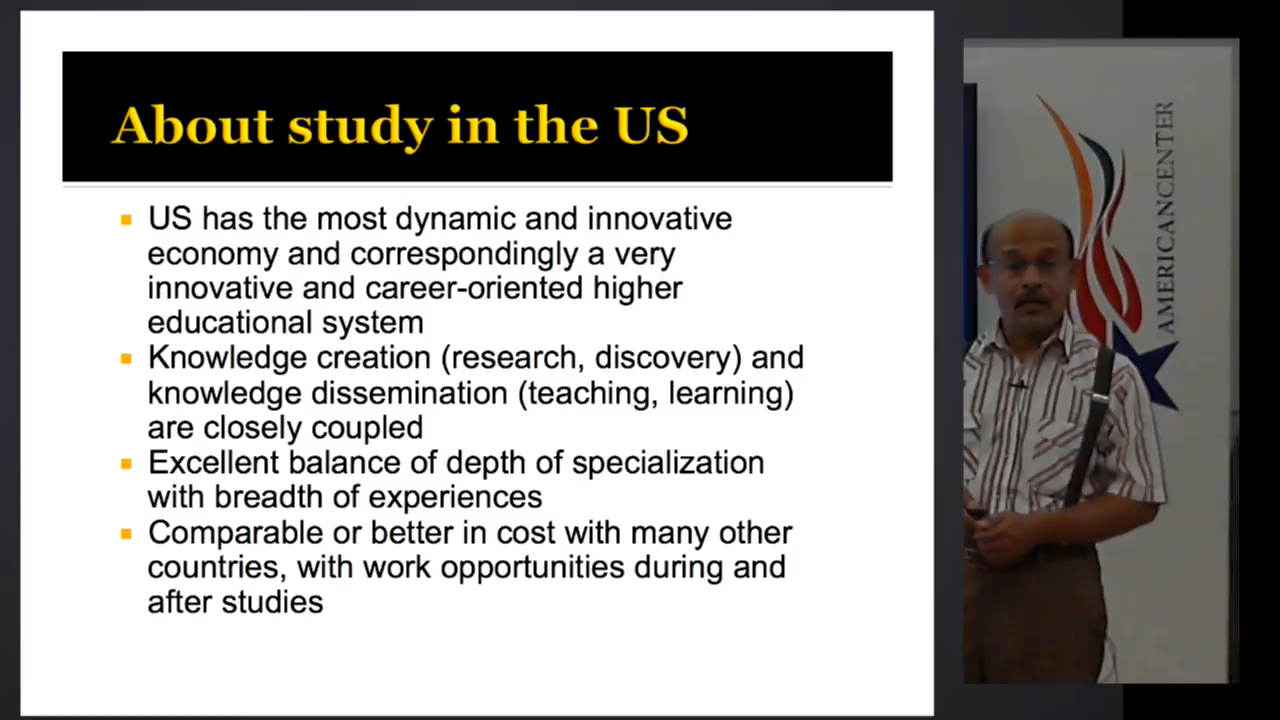 About study in the US
US has the most dynamic and innovative
economy and correspondingly a very
innovative and career-oriented higher
educational system
Knowledge creation (research, discovery) and
knowledge dissemination (teaching, learning)
are closely coupled
Excellent balance of depth of specialization
with breadth of experiences
Comparable or better in cost with many other
countries, with work opportunities during and
after studies
AMERICANCENTER